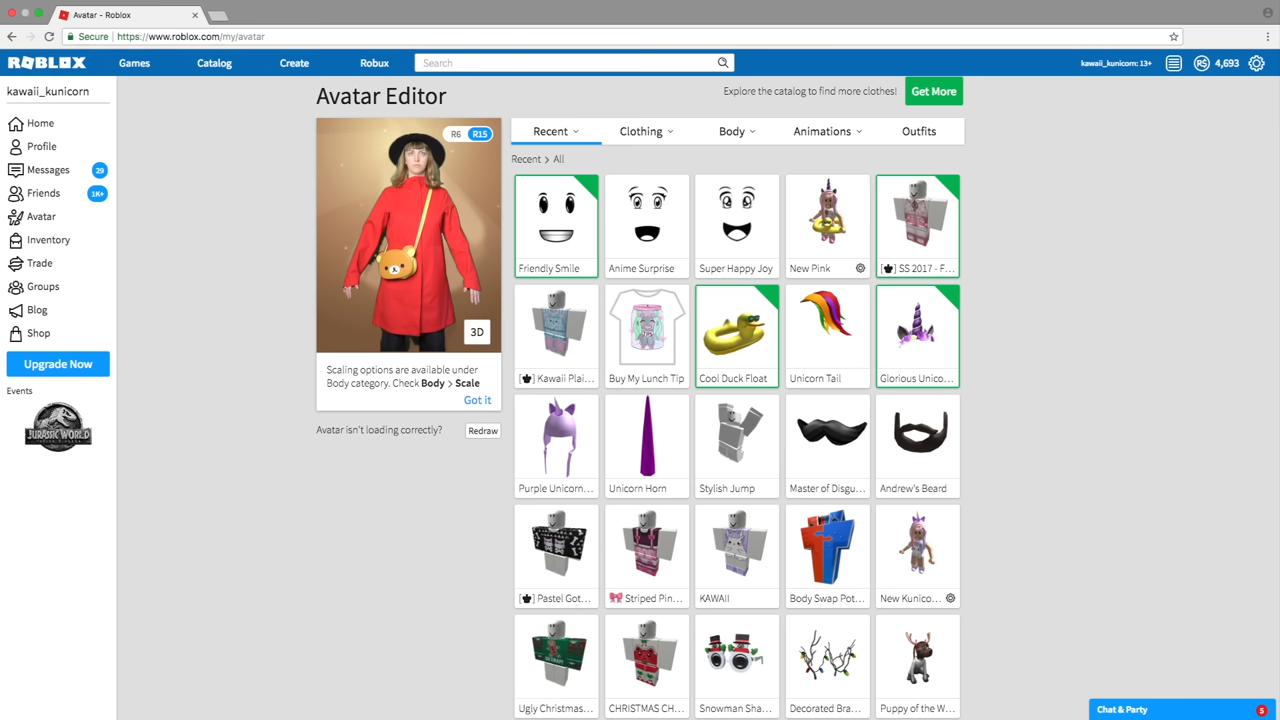 Avatar - Roblox
Secure | https://www.roblox.com/my/avatar
ROBLOX Games Catalog Create Robux Search kawaii_kunicorn: 13+ R$ 4,693
kawaii_kunicorn
Home
Profile
Messages 29
Friends 1K+
Avatar
Inventory
Trade
Groups
Blog
Shop
Upgrade Now
Events
JURASSIC WORLD
Avatar Editor
Explore the catalog to find more clothes! Get More
R6 R15
3D
Scaling options are available under
Body category. Check Body > Scale
Got it
Avatar isn't loading correctly? Redraw
Recent Clothing Body Animations Outfits
Recent > All
Friendly Smile Anime Surprise Super Happy Joy New Pink [♚] SS 2017 - F...
[♚] Kawaii Plai... Buy My Lunch Tip Cool Duck Float Unicorn Tail Glorious Unico...
Purple Unicorn... Unicorn Horn Stylish Jump Master of Disgu... Andrew's Beard
[♚] Pastel Got... 🎀 Striped Pin... KAWAII Body Swap Pot... New Kunico...
Ugly Christmas... CHRISTMAS CH... Snowman Sha... Decorated Bra... Puppy of the W...
Chat & Party 5